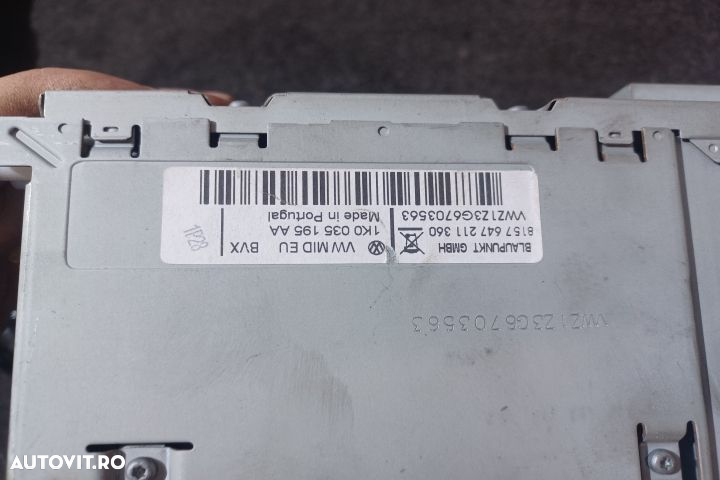 BLAUPUNKT GMBH
8157 647 211 360
VWZ1Z3G6703563
VW MID EU BVX
1K0 035 195 AA
Made in Portugal
1F28
VWZ1Z3G6703563
AUTOVIT.RO